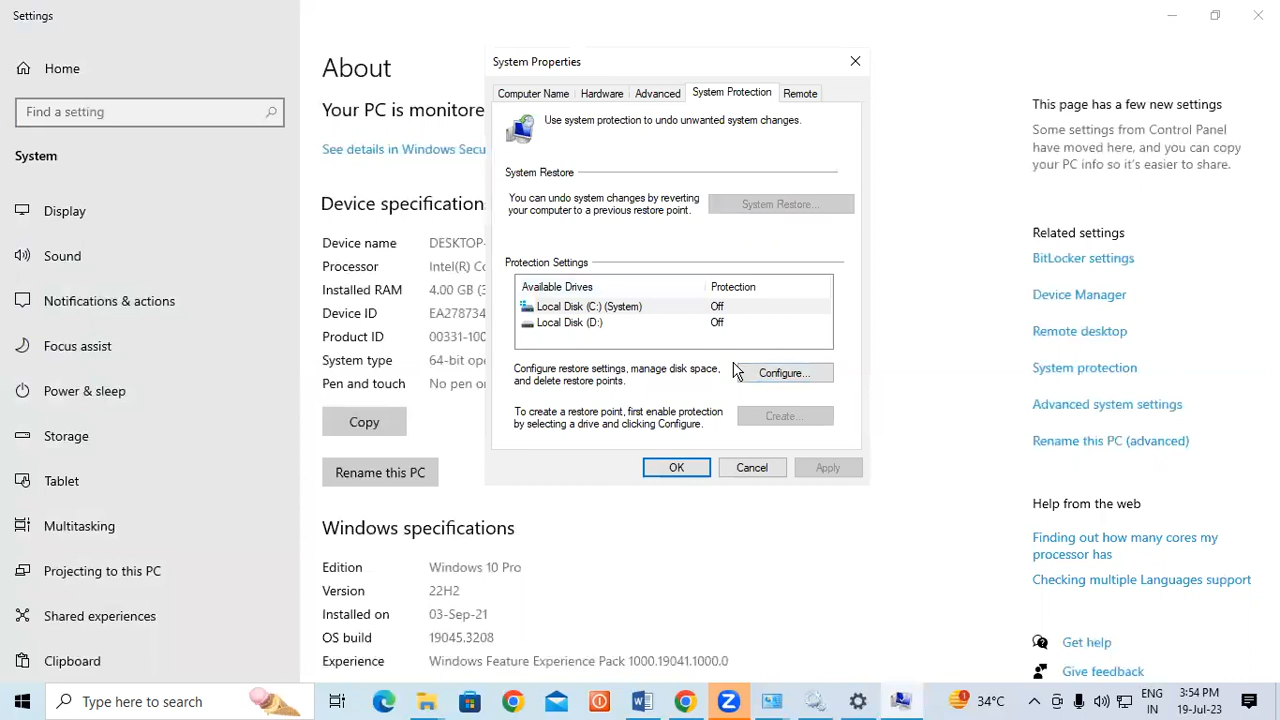 Settings
Home
Find a setting
System
Display
Sound
Notifications & actions
Focus assist
Power & sleep
Storage
Tablet
Multitasking
Projecting to this PC
Shared experiences
Clipboard
About
Your PC is monitore
See details in Windows Secu
Device specification
Device name DESKTOP-
Processor Intel(R) Co
Installed RAM 4.00 GB (3
Device ID EA278734
Product ID 00331-100
System type 64-bit ope
Pen and touch No pen o
Copy
Rename this PC
Windows specifications
Edition Windows 10 Pro
Version 22H2
Installed on 03-Sep-21
OS build 19045.3208
Experience Windows Feature Experience Pack 1000.19041.1000.0
System Properties
Computer Name Hardware Advanced System Protection Remote
Use system protection to undo unwanted system changes.
System Restore
You can undo system changes by reverting
your computer to a previous restore point.
System Restore...
Protection Settings
Available Drives Protection
Local Disk (C:) (System) Off
Local Disk (D:) Off
Configure restore settings, manage disk space,
and delete restore points.
Configure...
To create a restore point, first enable protection
by selecting a drive and clicking Configure.
Create...
OK Cancel Apply
This page has a few new settings
Some settings from Control Panel
have moved here, and you can copy
your PC info so it's easier to share.
Related settings
BitLocker settings
Device Manager
Remote desktop
System protection
Advanced system settings
Rename this PC (advanced)
Help from the web
Finding out how many cores my
processor has
Checking multiple Languages support
Get help
Give feedback
Type here to search
34°C
ENG
IN
3:54 PM
19-Jul-23